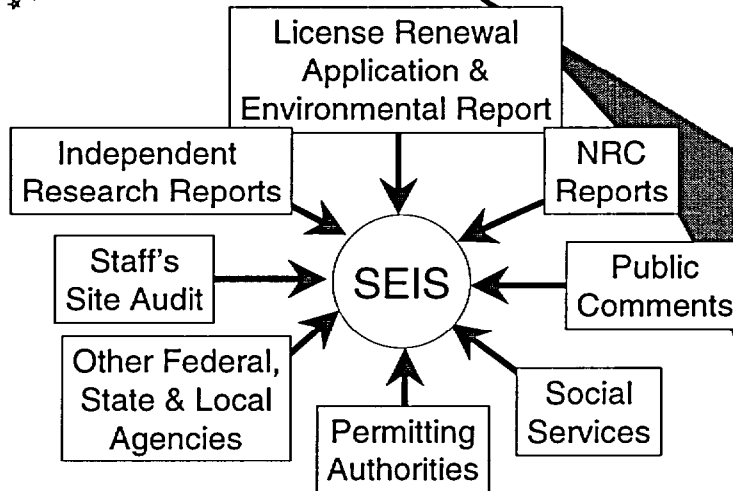 License Renewal
Application &
Environmental Report
Independent
Research Reports
NRC
Reports
Staff's
Site Audit
SEIS
Public
Comments
Other Federal,
State & Local
Agencies
Permitting
Authorities
Social
Services